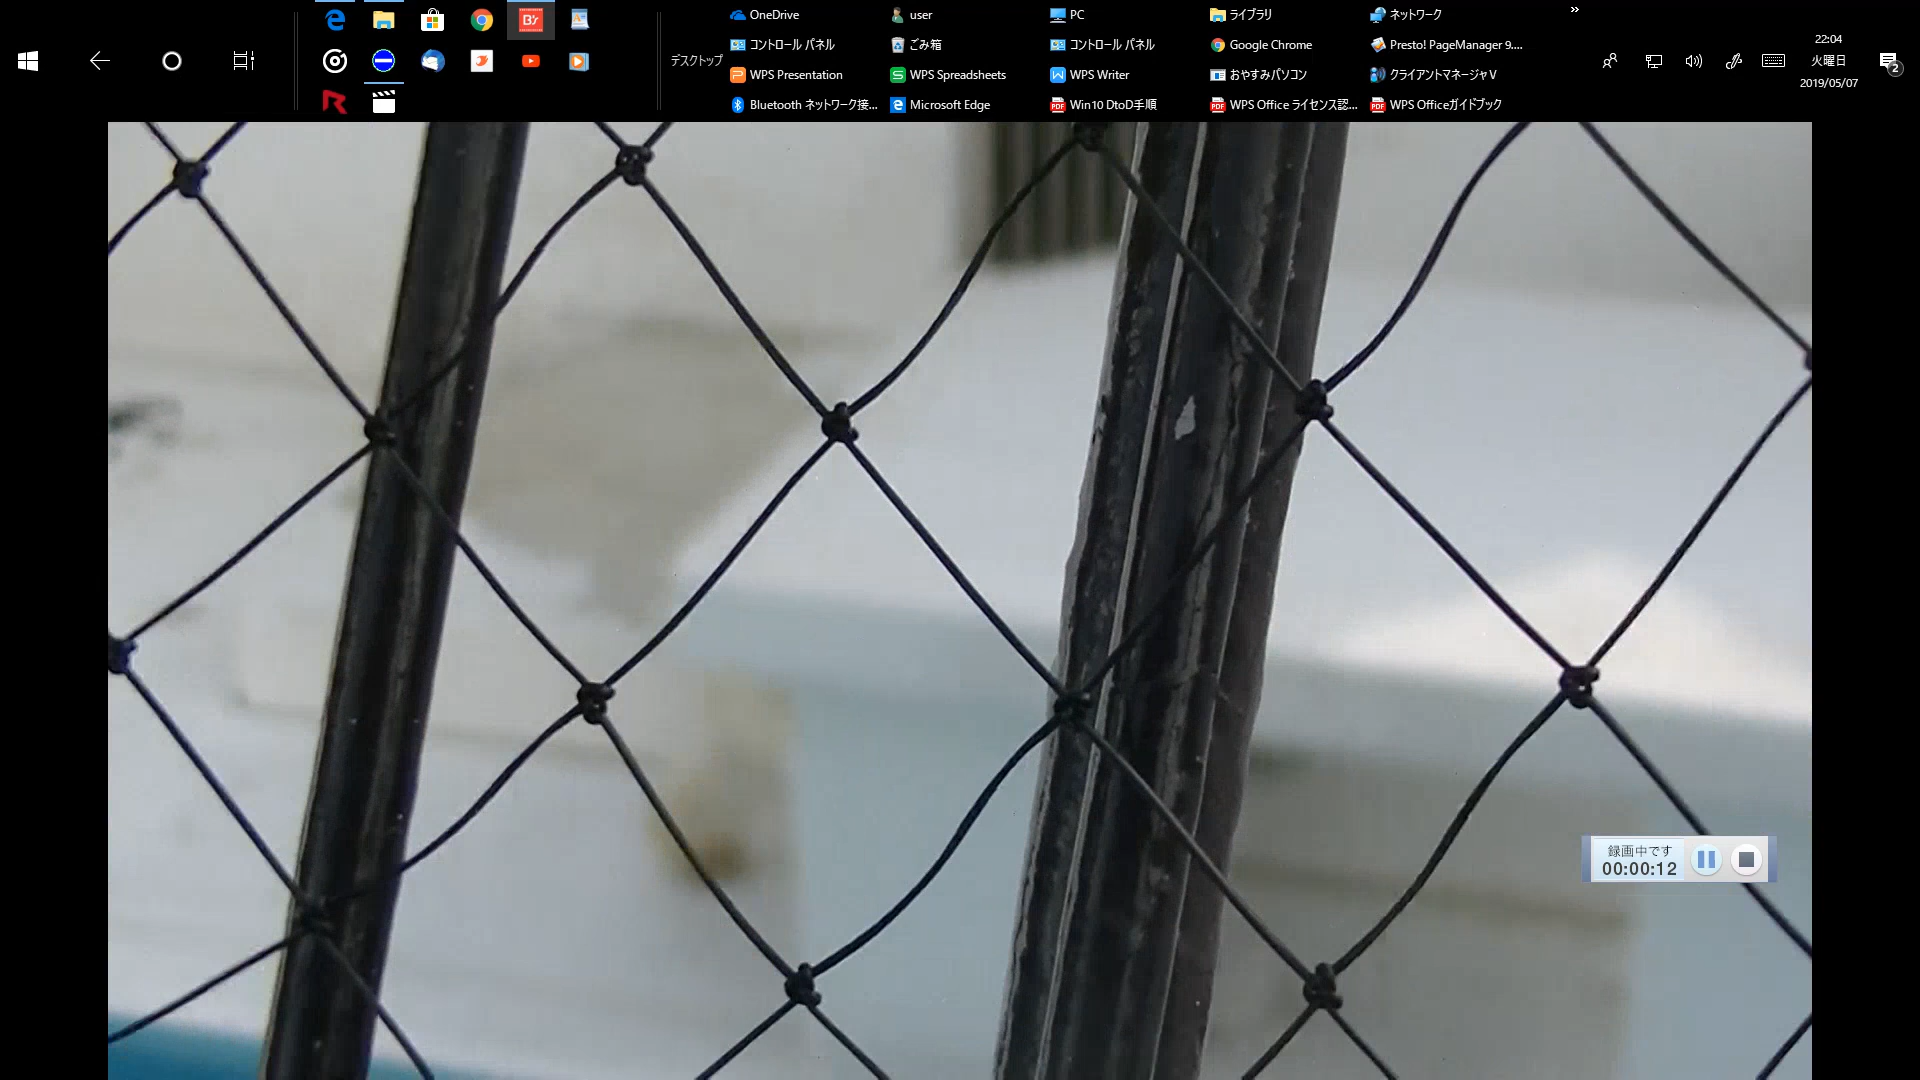 デスクトップ
OneDrive
user
PC
ライブラリ
ネットワーク
コントロール パネル
ごみ箱
コントロール パネル
Google Chrome
Presto! PageManager 9....
WPS Presentation
WPS Spreadsheets
WPS Writer
おやすみパソコン
クライアントマネージャV
Bluetooth ネットワーク接...
Microsoft Edge
Win10 DtoD手順
WPS Office ライセンス認...
WPS Officeガイドブック
22:04
火曜日
2019/05/07
2
録画中です
00:00:12